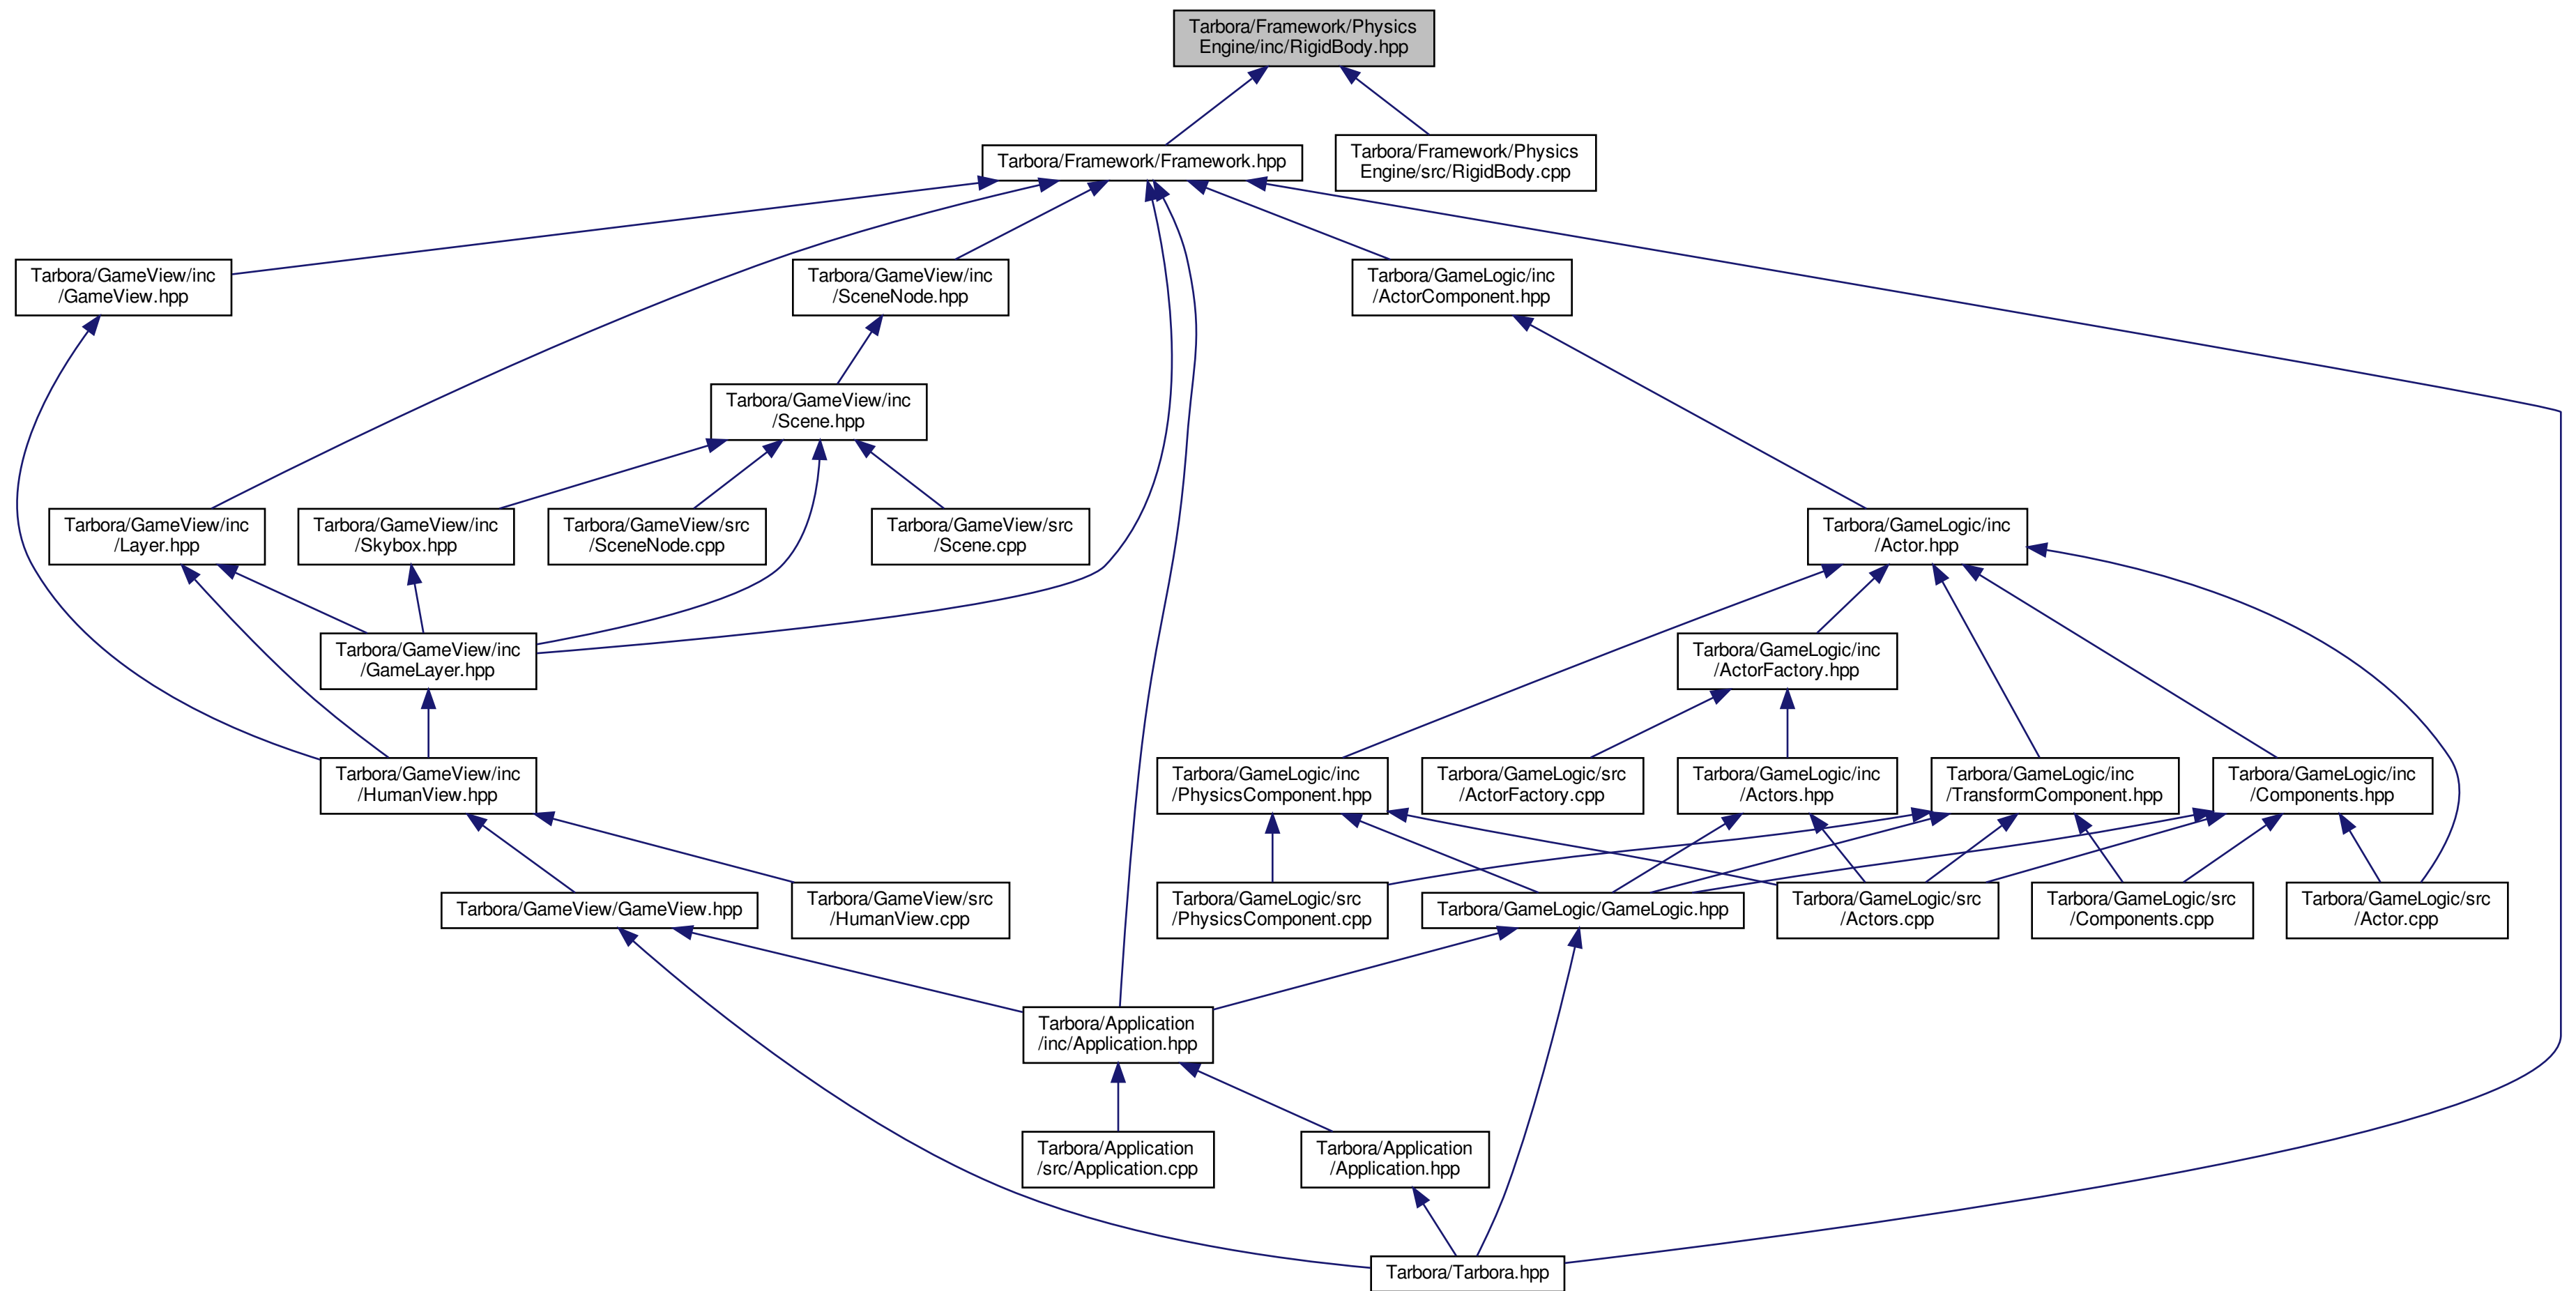 Tarbora/Framework/Physics
Engine/inc/RigidBody.hpp
Tarbora/Framework/Framework.hpp
Tarbora/Framework/Physics
Engine/src/RigidBody.cpp
Tarbora/GameView/inc
/GameView.hpp
Tarbora/GameView/inc
/SceneNode.hpp
Tarbora/GameLogic/inc
/ActorComponent.hpp
Tarbora/GameView/inc
/Scene.hpp
Tarbora/GameView/inc
/Layer.hpp
Tarbora/GameView/inc
/Skybox.hpp
Tarbora/GameView/src
/SceneNode.cpp
Tarbora/GameView/src
/Scene.cpp
Tarbora/GameLogic/inc
/Actor.hpp
Tarbora/GameView/inc
/GameLayer.hpp
Tarbora/GameLogic/inc
/ActorFactory.hpp
Tarbora/GameView/inc
/HumanView.hpp
Tarbora/GameLogic/inc
/PhysicsComponent.hpp
Tarbora/GameLogic/src
/ActorFactory.cpp
Tarbora/GameLogic/inc
/Actors.hpp
Tarbora/GameLogic/inc
/TransformComponent.hpp
Tarbora/GameLogic/inc
/Components.hpp
Tarbora/GameView/GameView.hpp
Tarbora/GameView/src
/HumanView.cpp
Tarbora/GameLogic/src
/PhysicsComponent.cpp
Tarbora/GameLogic/GameLogic.hpp
Tarbora/GameLogic/src
/Actors.cpp
Tarbora/GameLogic/src
/Components.cpp
Tarbora/GameLogic/src
/Actor.cpp
Tarbora/Application
/inc/Application.hpp
Tarbora/Application
/src/Application.cpp
Tarbora/Application
/Application.hpp
Tarbora/Tarbora.hpp